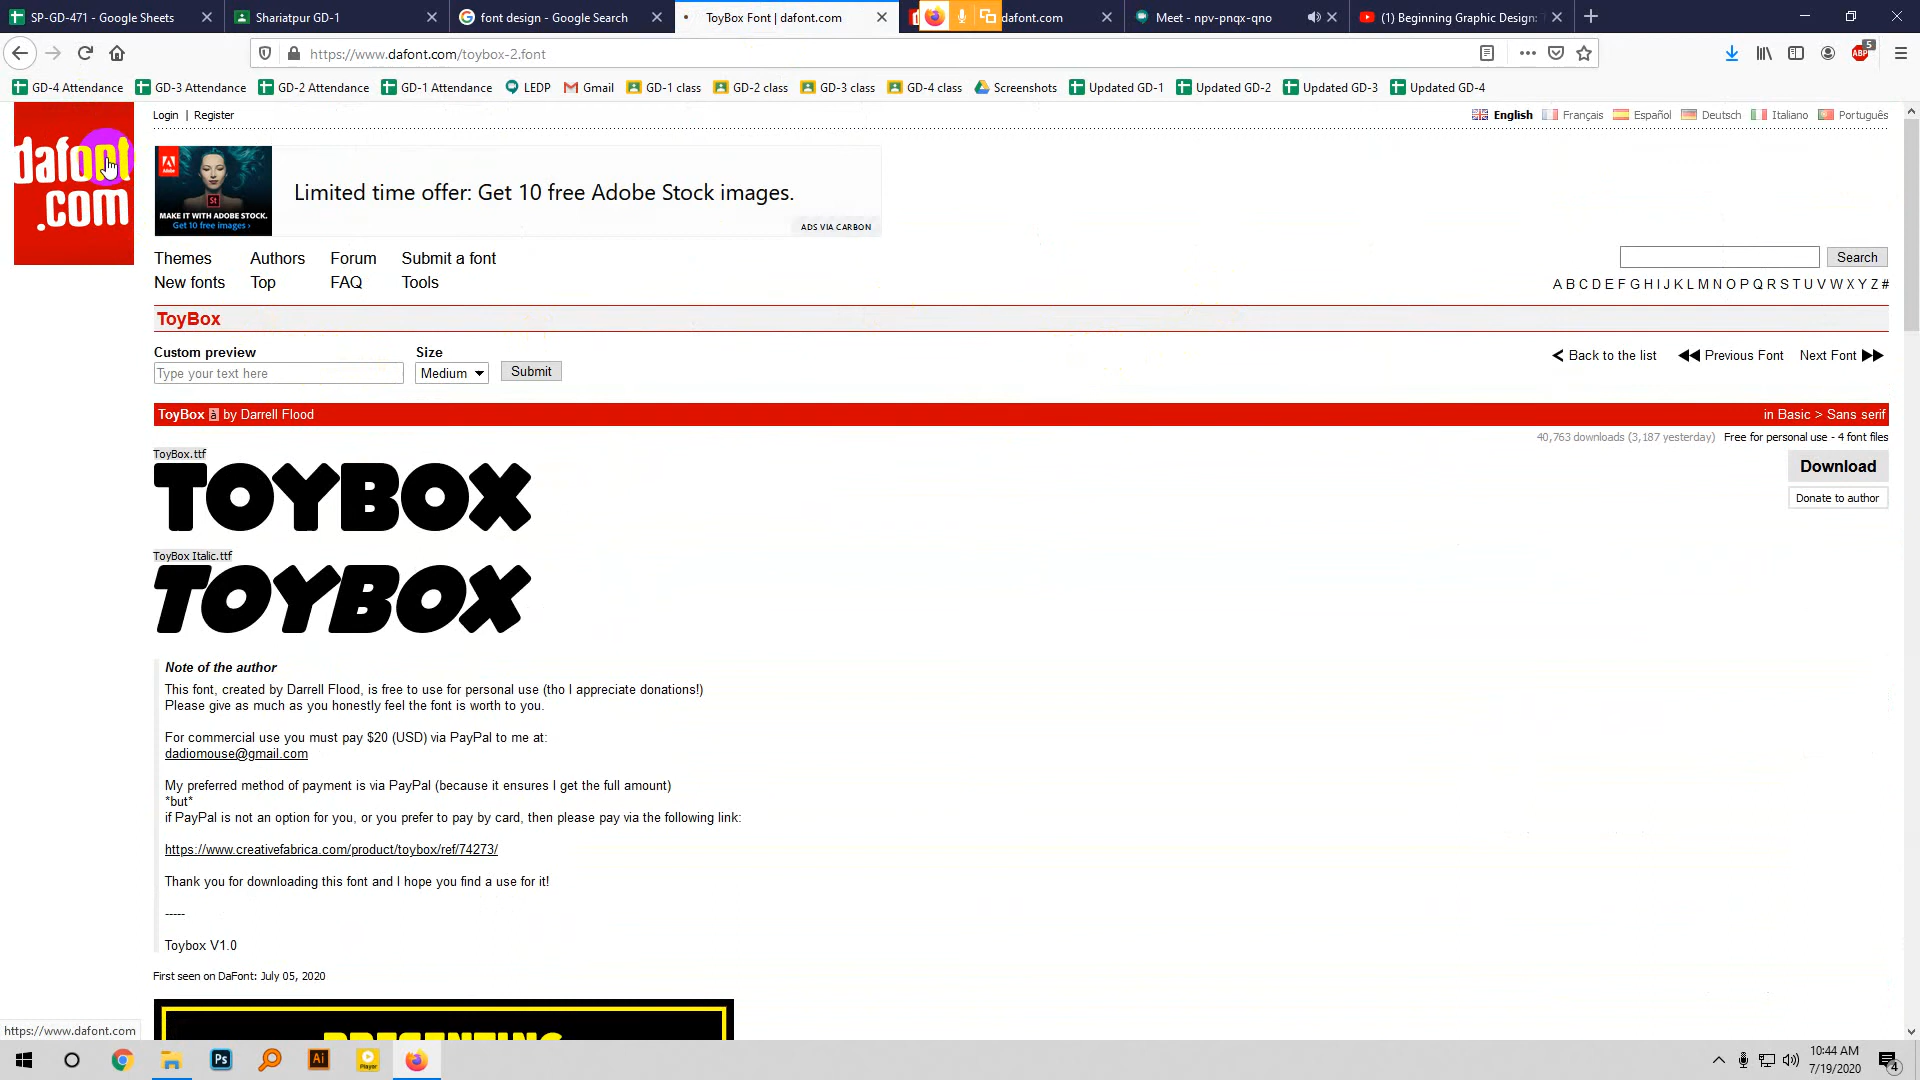 SP-GD-471 - Google Sheets
Shariatpur GD-1
font design - Google Search
ToyBox Font | dafont.com
dafont.com
Meet - npv-pnqx-qno
(1) Beginning Graphic Design:
https://www.dafont.com/toybox-2.font
5
GD-4 Attendance
GD-3 Attendance
GD-2 Attendance
GD-1 Attendance
LEDP
Gmail
GD-1 class
GD-2 class
GD-3 class
GD-4 class
Screenshots
Updated GD-1
Updated GD-2
Updated GD-3
Updated GD-4
dafont
.com
Login | Register
English
Français
Español
Deutsch
Italiano
Português
Adobe
St
MAKE IT WITH ADOBE STOCK.
Get 10 free images ›
Limited time offer: Get 10 free Adobe Stock images.
ADS VIA CARBON
Themes Authors Forum Submit a font
New fonts Top FAQ Tools
Search
A B C D E F G H I J K L M N O P Q R S T U V W X Y Z #
ToyBox
Custom preview
Size
Type your text here
Medium
Submit
Back to the list
Previous Font
Next Font
ToyBox à by Darrell Flood
in Basic > Sans serif
40,763 downloads (3,187 yesterday) Free for personal use - 4 font files
ToyBox.ttf
Download
TOYBOX
Donate to author
ToyBox Italic.ttf
TOYBOX
Note of the author
This font, created by Darrell Flood, is free to use for personal use (tho I appreciate donations!)
Please give as much as you honestly feel the font is worth to you.
For commercial use you must pay $20 (USD) via PayPal to me at:
dadiomouse@gmail.com
My preferred method of payment is via PayPal (because it ensures I get the full amount)
*but*
if PayPal is not an option for you, or you prefer to pay by card, then please pay via the following link:
https://www.creativefabrica.com/product/toybox/ref/74273/
Thank you for downloading this font and I hope you find a use for it!
-----
Toybox V1.0
First seen on DaFont: July 05, 2020
PRESENTING
https://www.dafont.com
Ps
Ai
Player
10:44 AM
7/19/2020
4